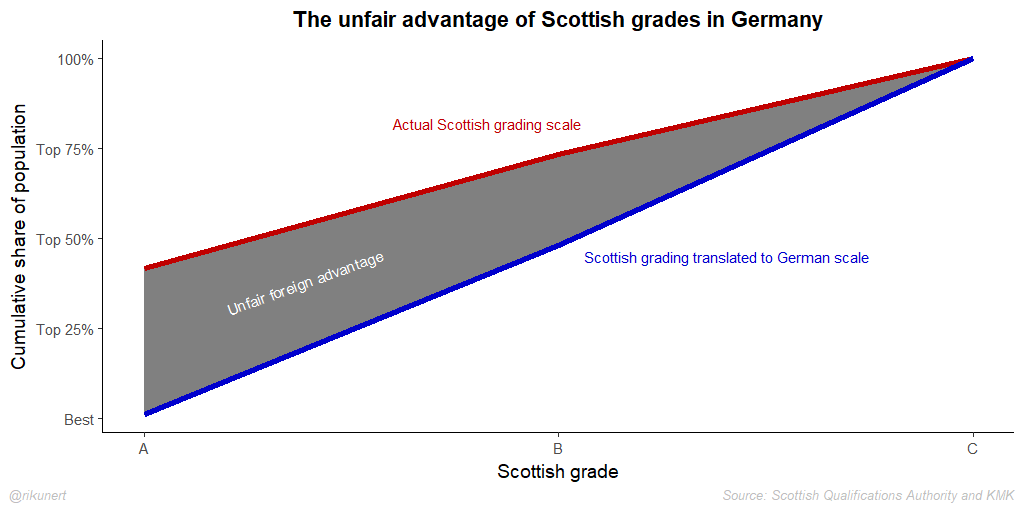 The unfair advantage of Scottish grades in Germany
Cumulative share of population
100%
Top 75%
Top 50%
Top 25%
Best
Actual Scottish grading scale
Unfair foreign advantage
Scottish grading translated to German scale
A
B
C
Scottish grade
@rikunert
Source: Scottish Qualifications Authority and KMK